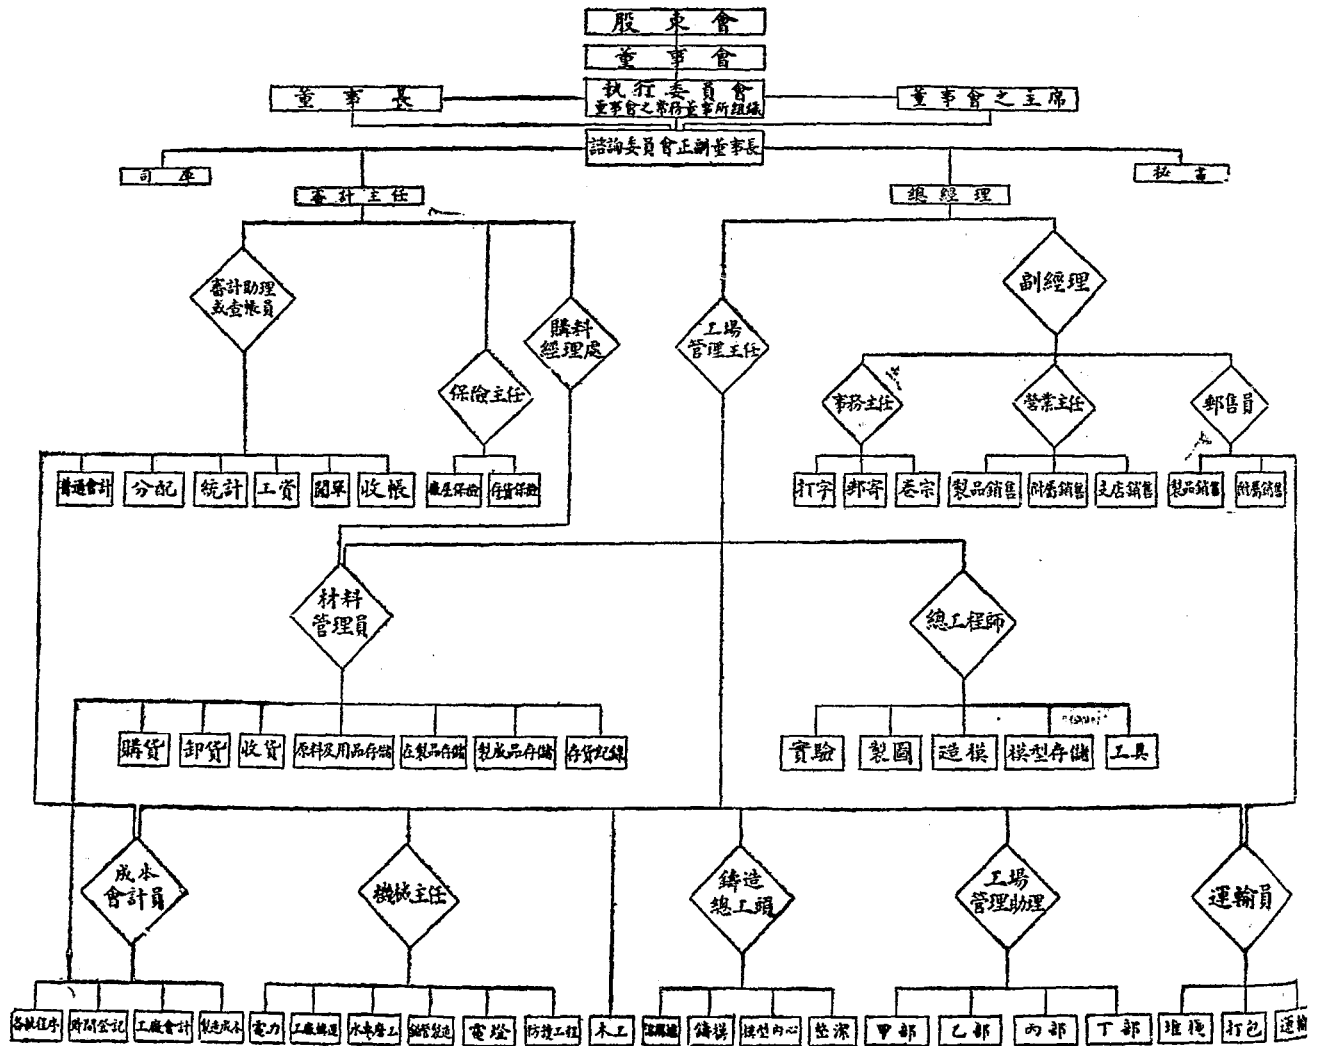 股東會
董事會
執行委員會
董事會之常務董事所組織
董事長
董事會之主席
諮詢委員會正副董事長
司庫
秘書
審計主任
總經理
審計助理
或查帳員
購料
經理處
工場
管理主任
副經理
保險主任
事務主任
營業主任
郵售員
普通會計
分配
統計
工資
開單
收帳
廠產保險
存貨保險
打字
郵寄
卷宗
製品銷售
附屬銷售
支店銷售
製品銷售
附屬銷售
材料
管理員
總工程師
購貨
卸貨
收貨
原料及用品存儲
在製品存儲
製成品存儲
存貨紀錄
實驗
製圖
造模
模型存儲
工具
成本
會計員
機械主任
鑄造
總工頭
工場
管理助理
運輸員
時間登記
工廠會計
製造成本
電力
電燈
防護工程
木工
鑄模
模型內心
整潔
甲部
乙部
丙部
丁部
堆棧
打包
運輸